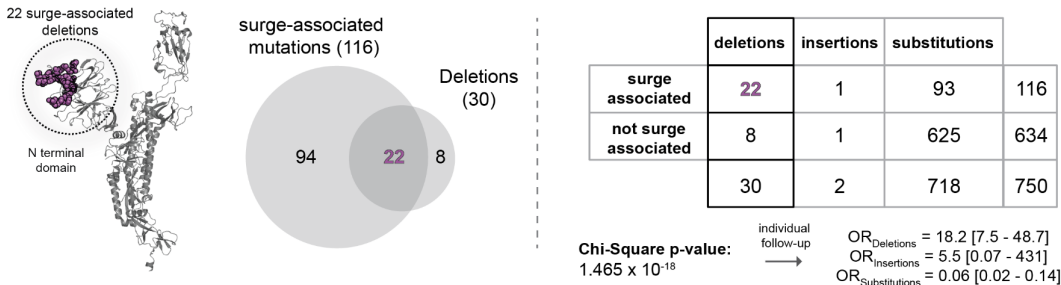 22 surge-associated
deletions
N terminal
domain
surge-associated
mutations (116)
Deletions
(30)
94
22
8
deletions insertions substitutions
surge
associated
22 1 93 116
not surge
associated
8 1 625 634
30 2 718 750
Chi-Square p-value:
1.465 x 10⁻¹⁸
individual
follow-up
OR_Deletions = 18.2 [7.5 - 48.7]
OR_Insertions = 5.5 [0.07 - 431]
OR_Substitutions = 0.06 [0.02 - 0.14]